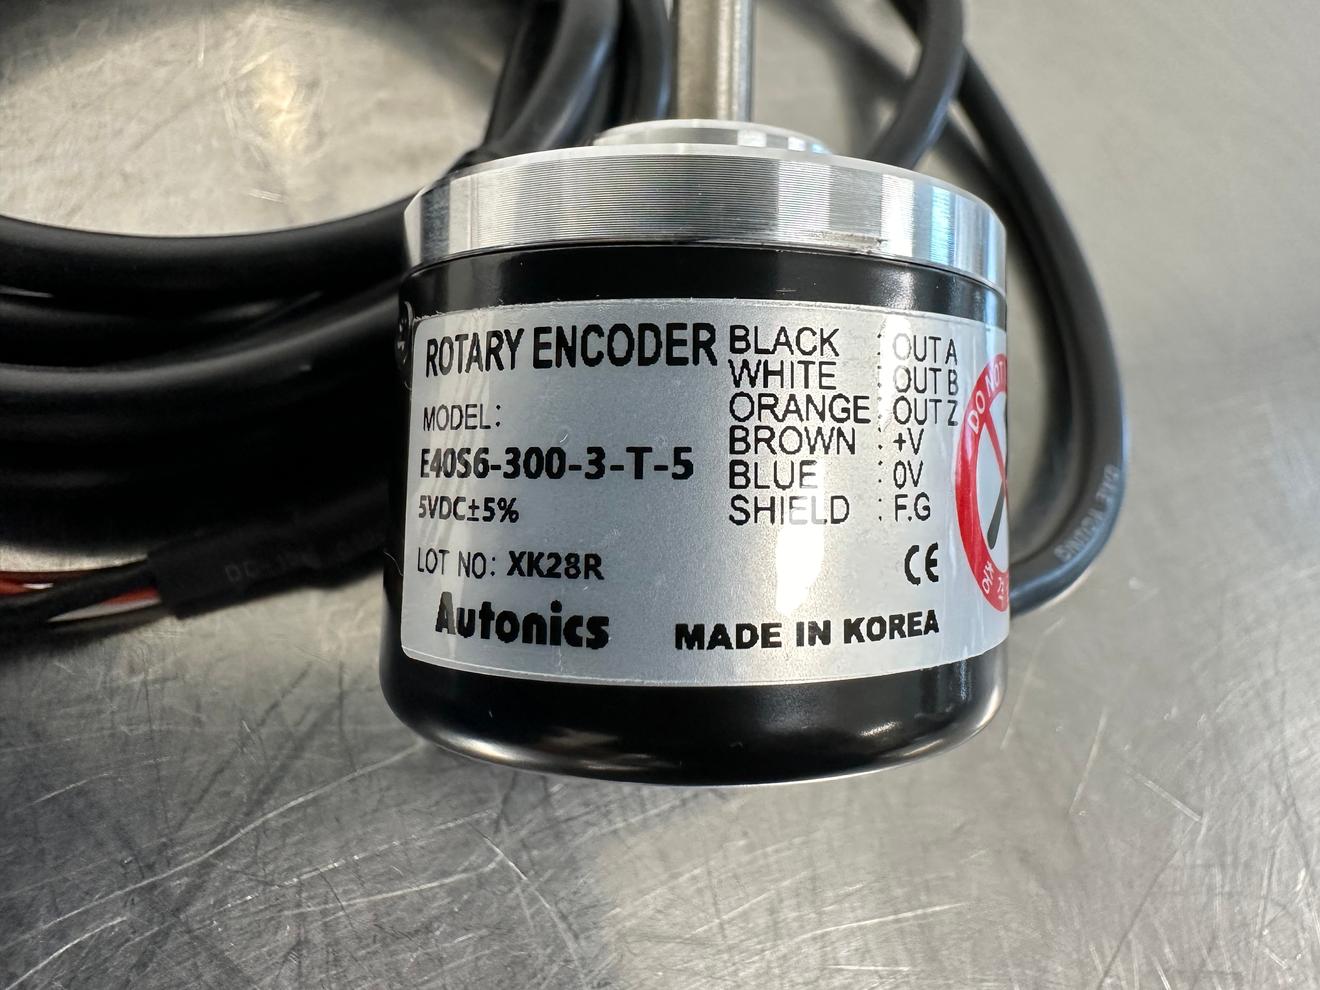 ROTARY ENCODER
MODEL:
E40S6-300-3-T-5
5VDC±5%
LOT NO: XK28R
Autonics
BLACK : OUT A
WHITE : OUT B
ORANGE : OUT Z
BROWN : +V
BLUE : 0V
SHIELD : F.G
CE
MADE IN KOREA
DO NOT